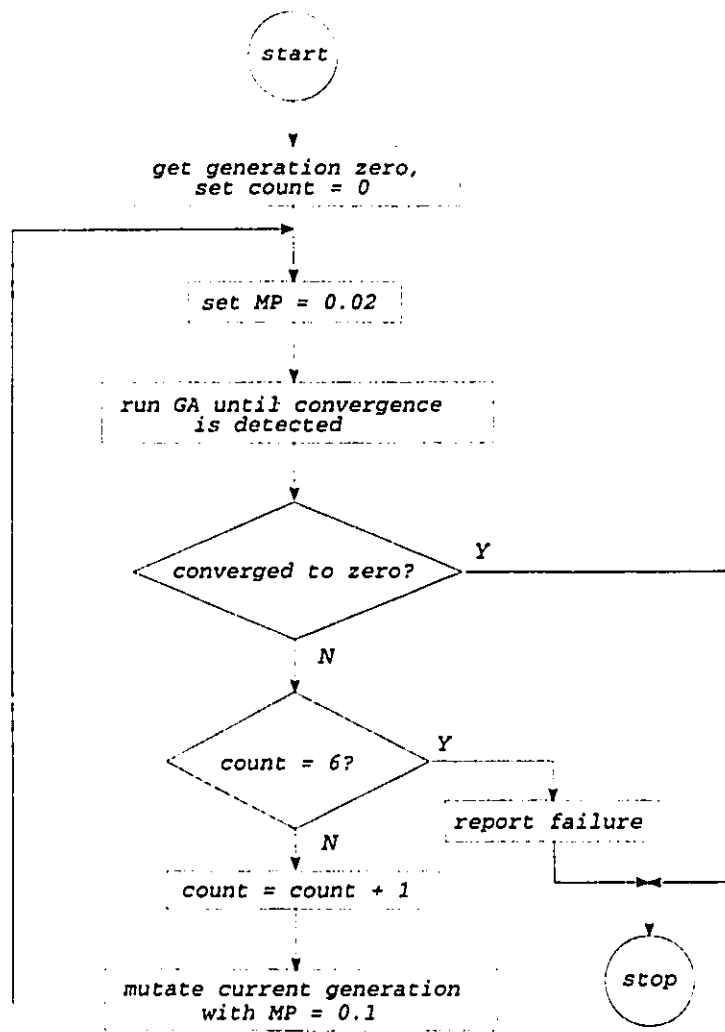 start
get generation zero,
set count = 0
set MP = 0.02
run GA until convergence
is detected
converged to zero?
Y
N
count = 6?
Y
report failure
N
count = count + 1
mutate current generation
with MP = 0.1
stop